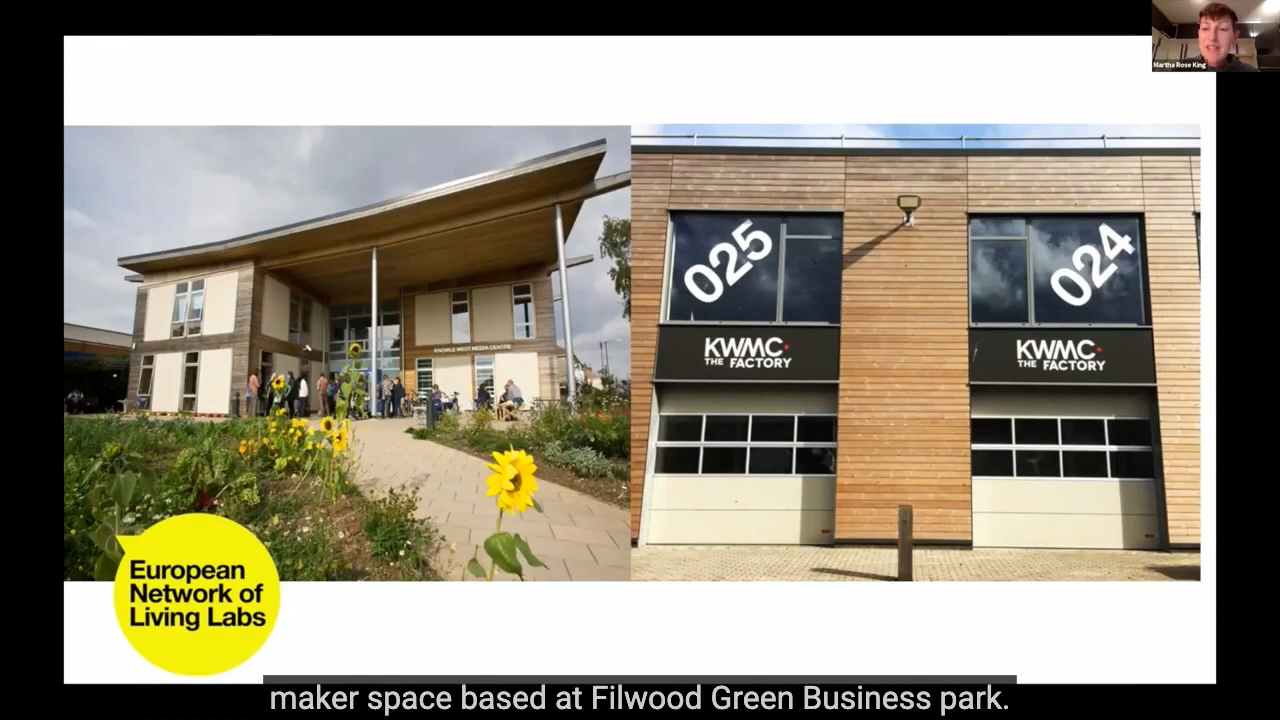 Martha Rose King
KNOWLE WEST MEDIA CENTRE
025
024
KWMC
THE FACTORY
KWMC
THE FACTORY
European
Network of
Living Labs
maker space based at Filwood Green Business park.